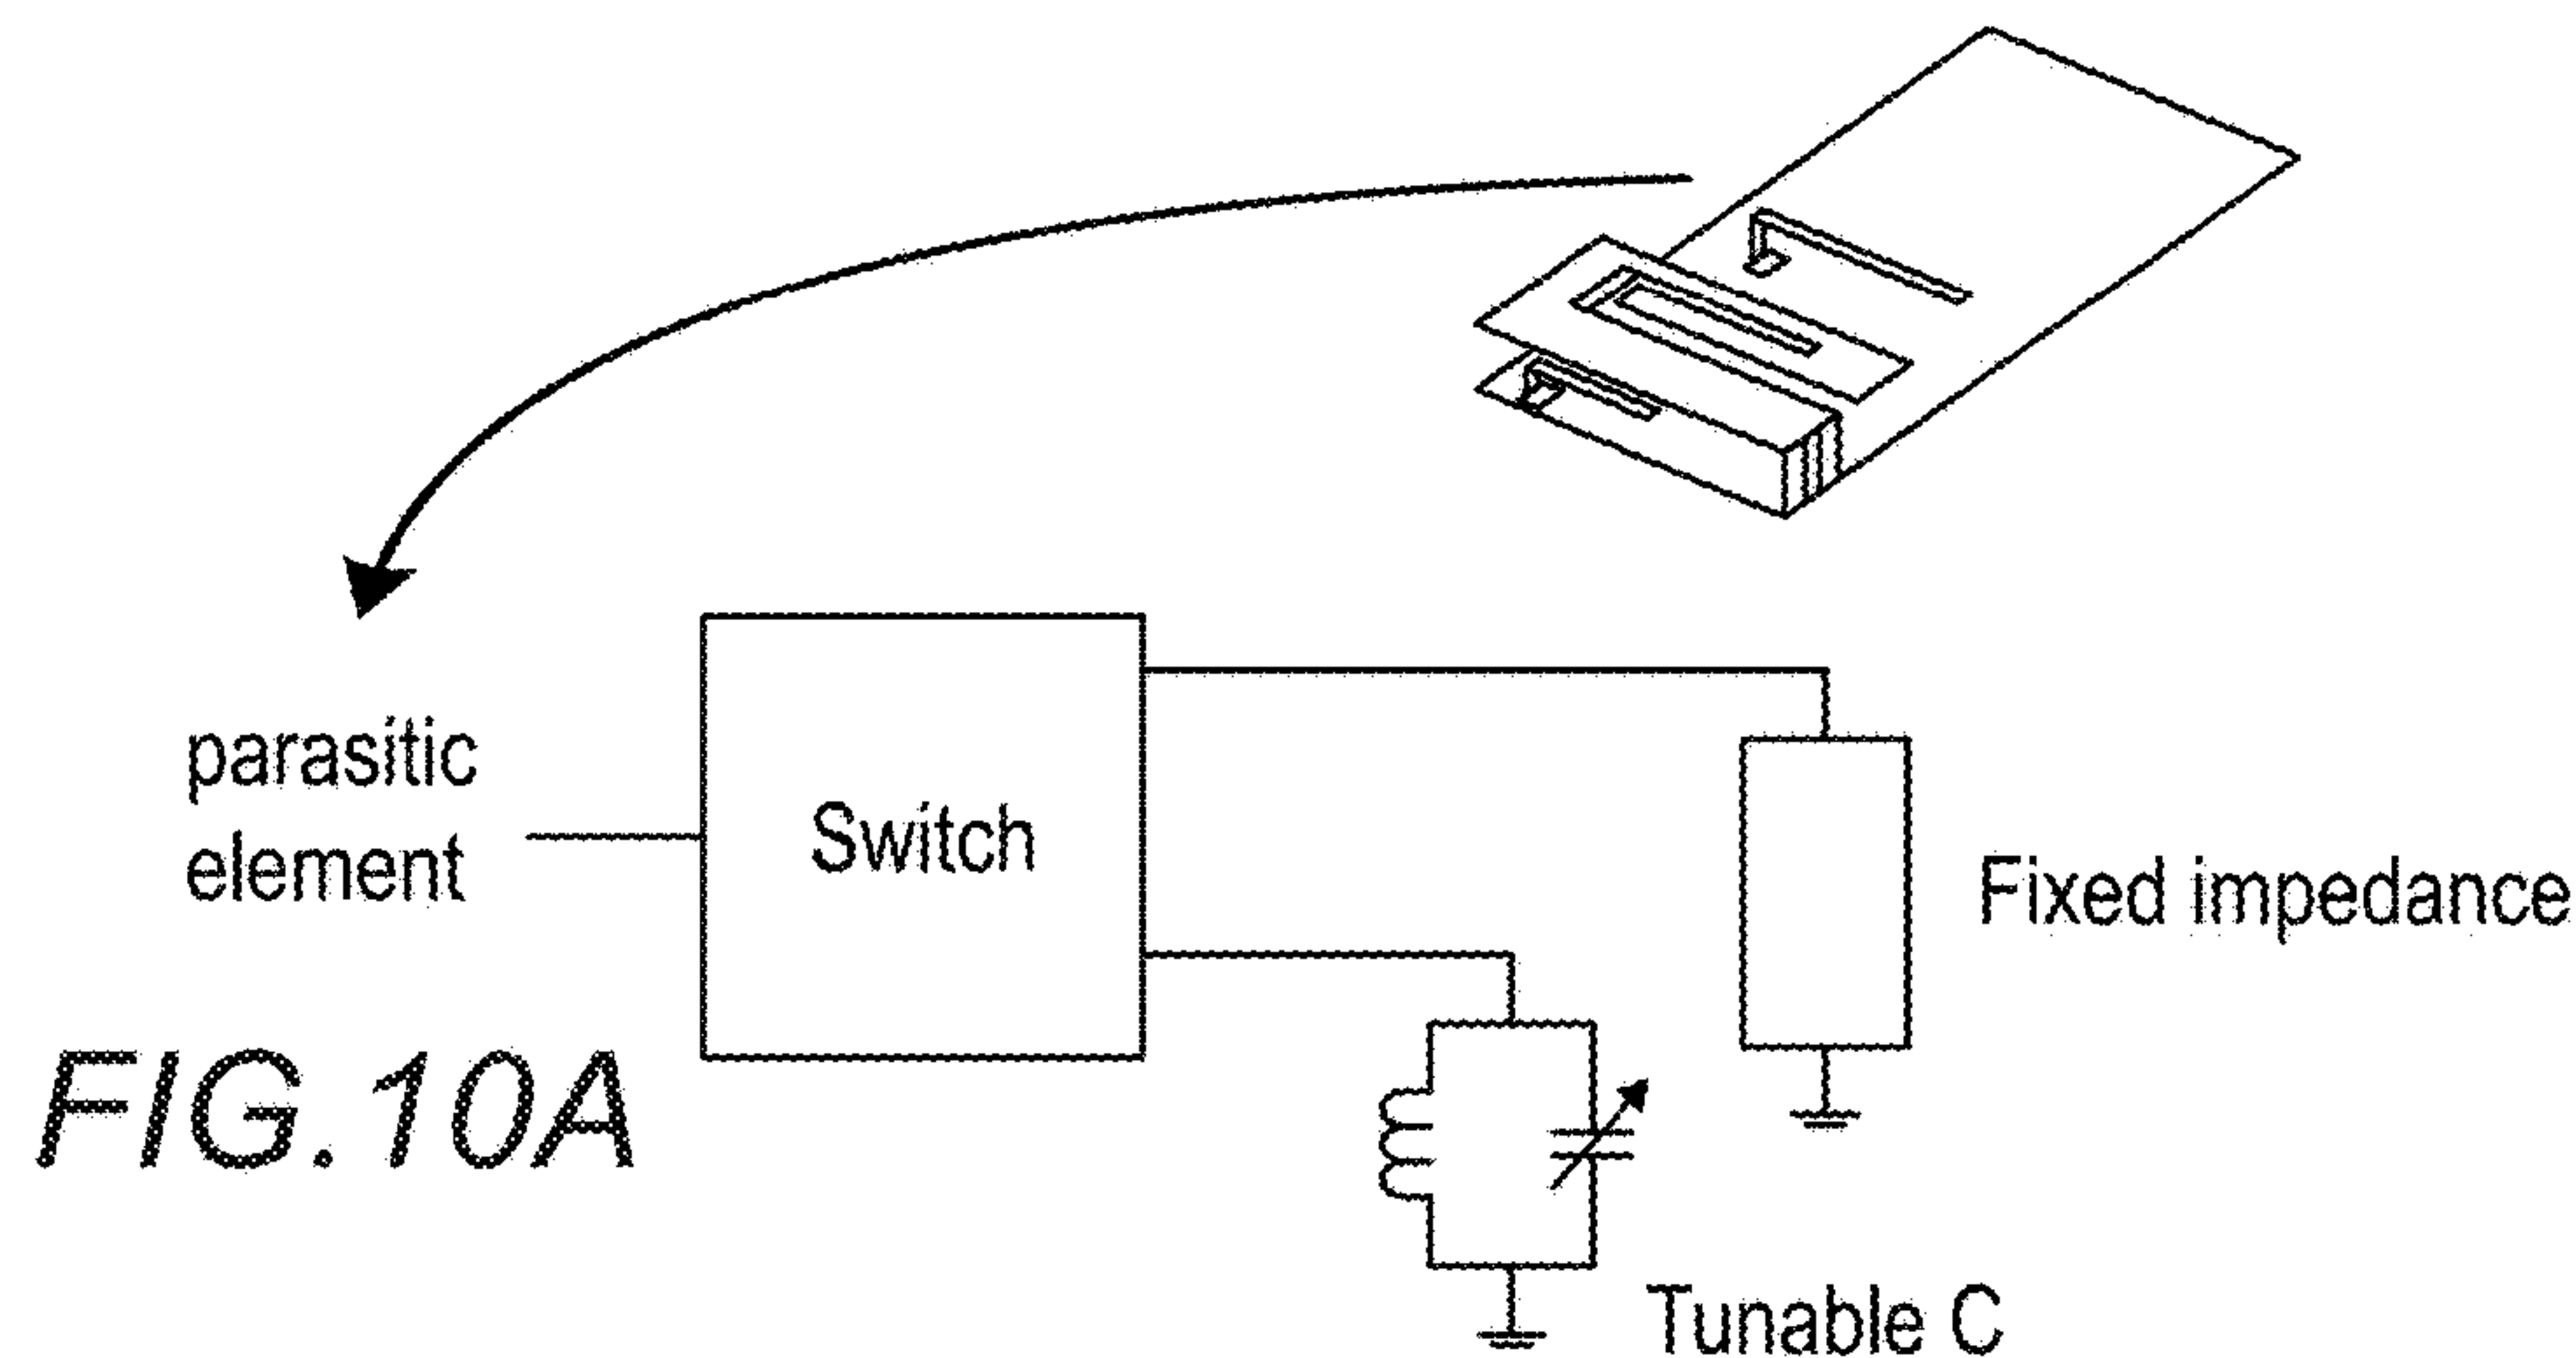 parasitic
element
Switch
Fixed impedance
Tunable C
FIG.10A